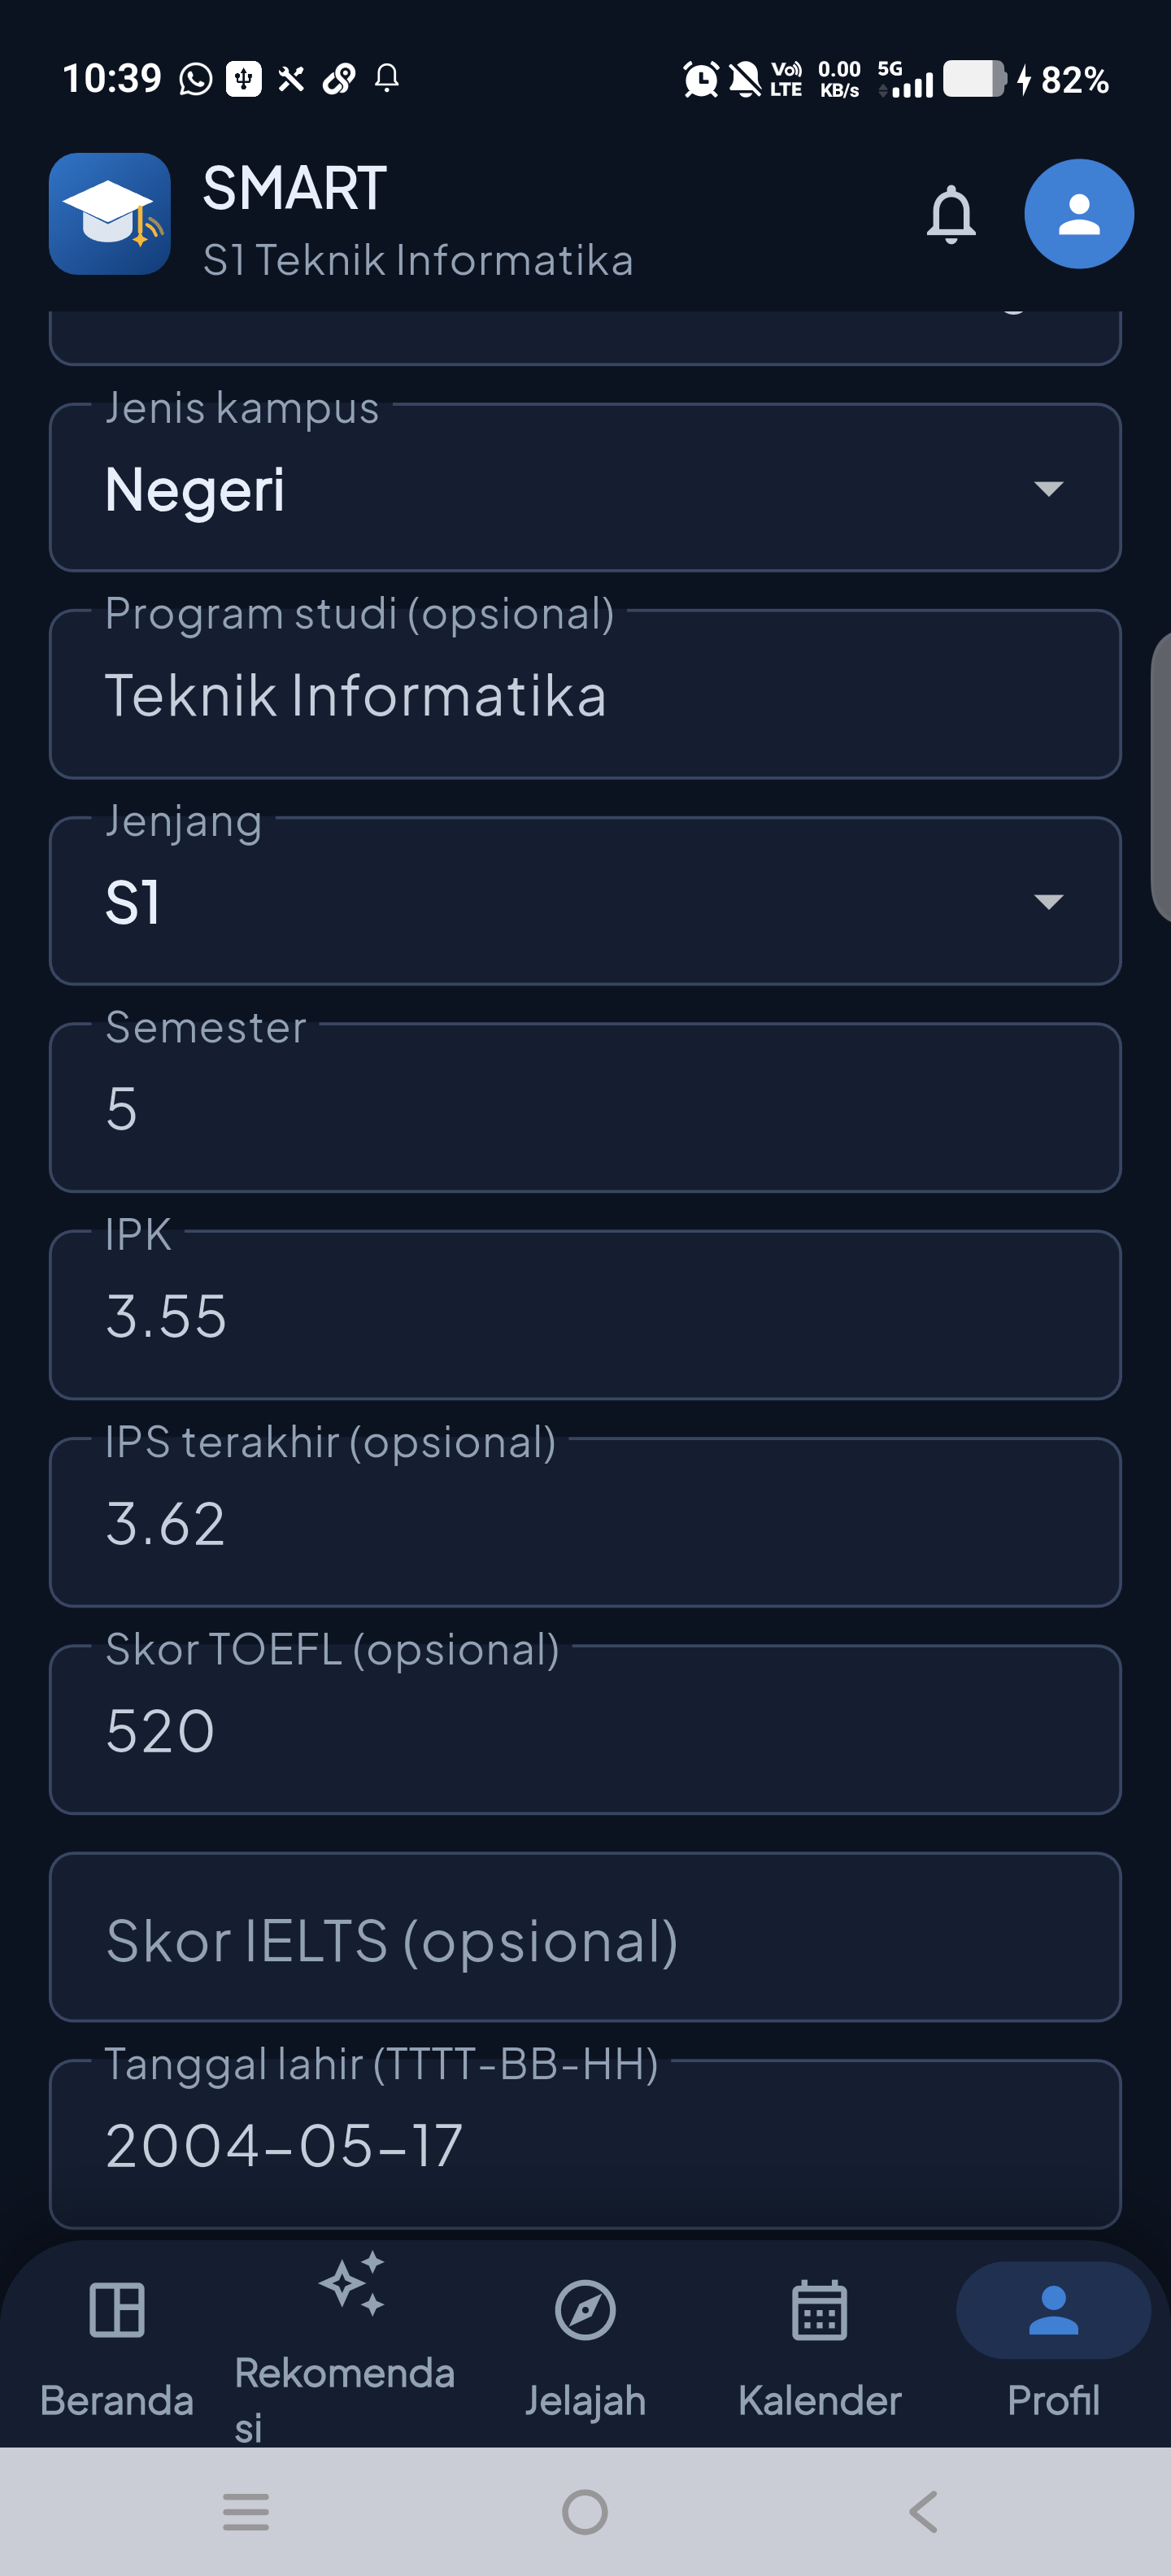 10:39
Vo)) LTE
0.00 KB/s
5G
82%
SMART
S1 Teknik Informatika
Jenis kampus
Negeri
Program studi (opsional)
Teknik Informatika
Jenjang
S1
Semester
5
IPK
3.55
IPS terakhir (opsional)
3.62
Skor TOEFL (opsional)
520
Skor IELTS (opsional)
Tanggal lahir (TTTT-BB-HH)
2004-05-17
Beranda
Rekomenda
si
Jelajah
Kalender
Profil